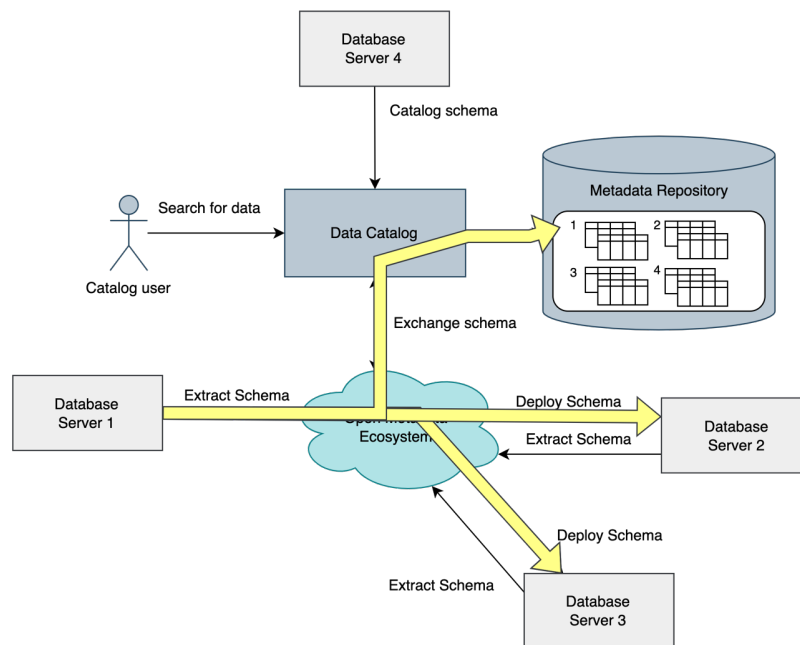 Database
Server 4
Catalog schema
Metadata Repository
Search for data
Data Catalog
1
2
3
4
Catalog user
Exchange schema
Extract Schema
Database
Server 1
Deploy Schema
Ecosystem
Extract Schema
Database
Server 2
Deploy Schema
Extract Schema
Database
Server 3